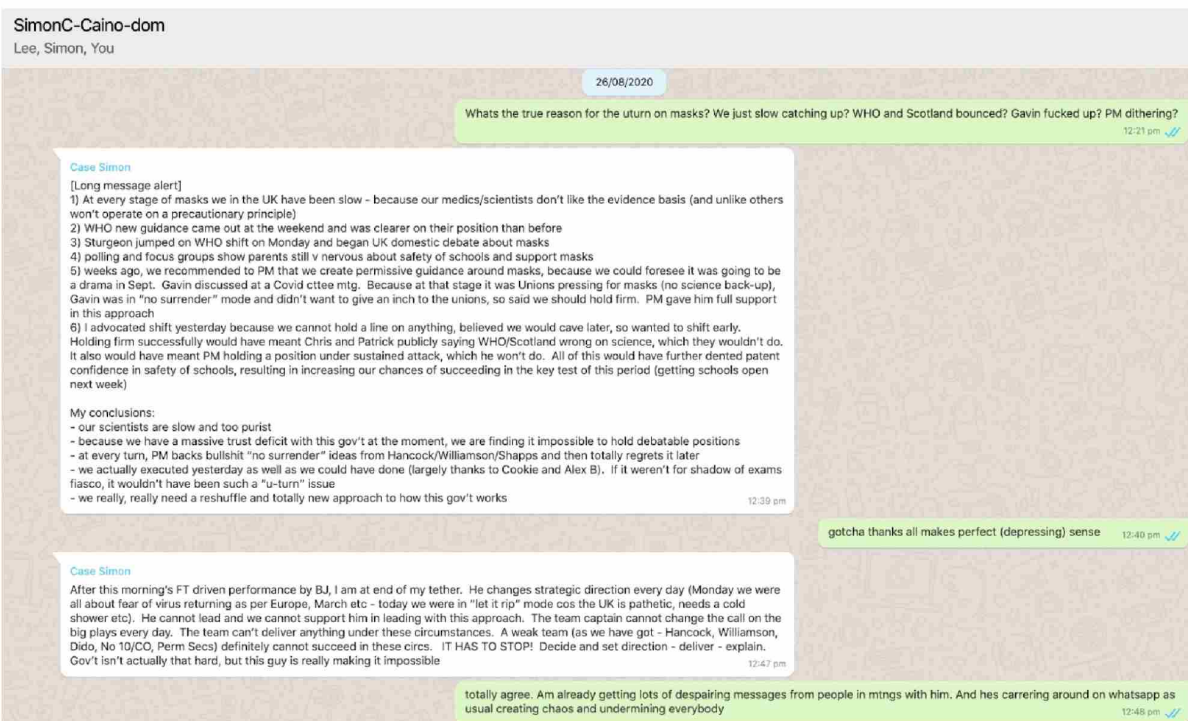 SimonC-Caino-dom
Lee, Simon, You
26/08/2020
Whats the true reason for the uturn on masks? We just slow catching up? WHO and Scotland bounced? Gavin fucked up? PM dithering?
12:21 pm
Case Simon
[Long message alert]
1) At every stage of masks we in the UK have been slow - because our medics/scientists don't like the evidence basis (and unlike others
won't operate on a precautionary principle)
2) WHO new guidance came out at the weekend and was clearer on their position than before
3) Sturgeon jumped on WHO shift on Monday and began UK domestic debate about masks
4) polling and focus groups show parents still v nervous about safety of schools and support masks
5) weeks ago, we recommended to PM that we create permissive guidance around masks, because we could foresee it was going to be
a drama in Sept. Gavin discussed at a Covid cttee mtg. Because at that stage it was Unions pressing for masks (no science back-up),
Gavin was in "no surrender" mode and didn't want to give an inch to the unions, so said we should hold firm. PM gave him full support
in this approach
6) I advocated shift yesterday because we cannot hold a line on anything, believed we would cave later, so wanted to shift early.
Holding firm successfully would have meant Chris and Patrick publicly saying WHO/Scotland wrong on science, which they wouldn't do.
It also would have meant PM holding a position under sustained attack, which he won't do. All of this would have further dented patent
confidence in safety of schools, resulting in increasing our chances of succeeding in the key test of this period (getting schools open
next week)
My conclusions:
- our scientists are slow and too purist
- because we have a massive trust deficit with this gov't at the moment, we are finding it impossible to hold debatable positions
- at every turn, PM backs bullshit "no surrender" ideas from Hancock/Williamson/Shapps and then totally regrets it later
- we actually executed yesterday as well as we could have done (largely thanks to Cookie and Alex B). If it weren't for shadow of exams
fiasco, it wouldn't have been such a "u-turn" issue
- we really, really need a reshuffle and totally new approach to how this gov't works
12:39 pm
gotcha thanks all makes perfect (depressing) sense
12:40 pm
Case Simon
After this morning's FT driven performance by BJ, I am at end of my tether. He changes strategic direction every day (Monday we were
all about fear of virus returning as per Europe, March etc - today we were in "let it rip" mode cos the UK is pathetic, needs a cold
shower etc). He cannot lead and we cannot support him in leading with this approach. The team captain cannot change the call on the
big plays every day. The team can't deliver anything under these circumstances. A weak team (as we have got - Hancock, Williamson,
Dido, No 10/CO, Perm Secs) definitely cannot succeed in these circs. IT HAS TO STOP! Decide and set direction - deliver - explain.
Gov't isn't actually that hard, but this guy is really making it impossible
12:47 pm
totally agree. Am already getting lots of despairing messages from people in mtngs with him. And hes carrering around on whatsapp as
usual creating chaos and undermining everybody
12:48 pm